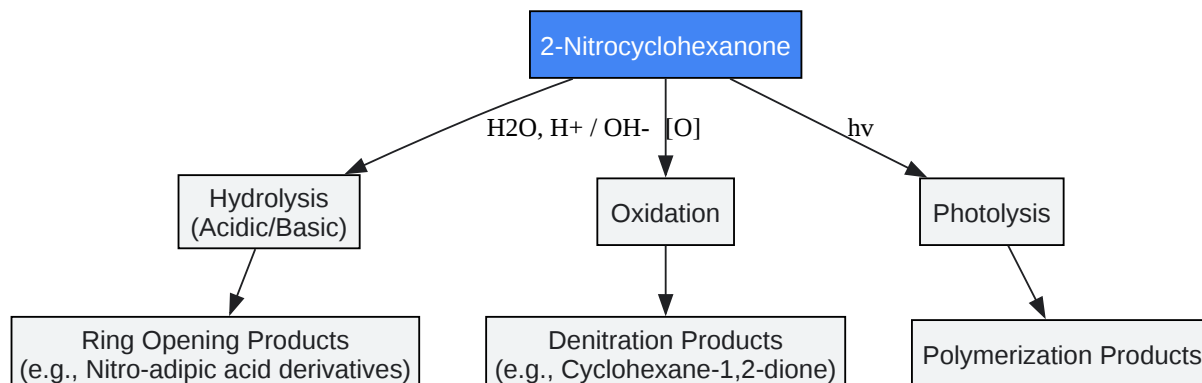 2-Nitrocyclohexanone
H2O, H+ / OH-
[O]
hv
Hydrolysis
(Acidic/Basic)
Oxidation
Photolysis
Ring Opening Products
(e.g., Nitro-adipic acid derivatives)
Denitration Products
(e.g., Cyclohexane-1,2-dione)
Polymerization Products